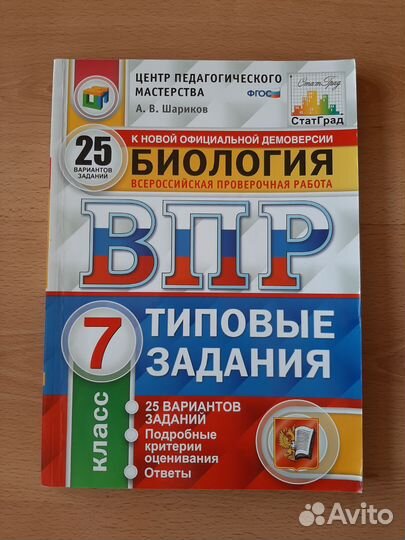 ЦЕНТР ПЕДАГОГИЧЕСКОГО
МАСТЕРСТВА
А. В. Шариков
ФГОС
СтатГрад
СтатГрад
К НОВОЙ ОФИЦИАЛЬНОЙ ДЕМОВЕРСИИ
25
ВАРИАНТОВ
ЗАДАНИЙ
БИОЛОГИЯ
ВСЕРОССИЙСКАЯ ПРОВЕРОЧНАЯ РАБОТА
ВПР
7
класс
ТИПОВЫЕ
ЗАДАНИЯ
25 ВАРИАНТОВ
ЗАДАНИЙ
Подробные
критерии
оценивания
Ответы
Avito